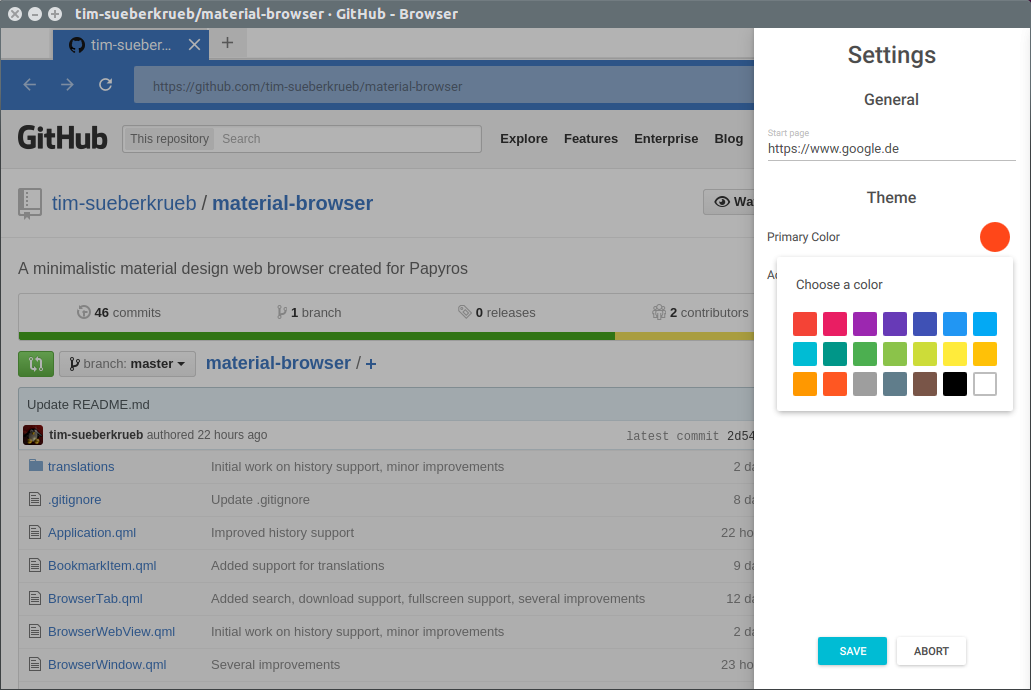 tim-sueberkrueb/material-browser · GitHub - Browser
tim-sueber...
https://github.com/tim-sueberkrueb/material-browser
GitHub
This repository
Search
Explore
Features
Enterprise
Blog
tim-sueberkrueb / material-browser
Wa
A minimalistic material design web browser created for Papyros
46 commits
1 branch
0 releases
2 contributors
branch: master
material-browser / +
Update README.md
tim-sueberkrueb authored 22 hours ago
latest commit 2d54
translations
Initial work on history support, minor improvements
2 da
.gitignore
Update .gitignore
8 da
Application.qml
Improved history support
22 ho
BookmarkItem.qml
Added support for translations
9 da
BrowserTab.qml
Added search, download support, fullscreen support, several improvements
12 da
BrowserWebView.qml
Initial work on history support, minor improvements
2 da
BrowserWindow.qml
Several improvements
23 ho
Settings
General
Start page
https://www.google.de
Theme
Primary Color
Ac
Choose a color
SAVE
ABORT